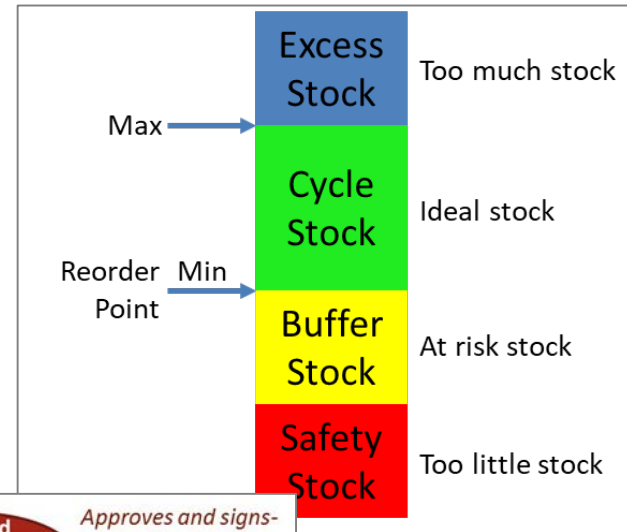 Excess
Stock
Too much stock
Max
Cycle
Stock
Ideal stock
Reorder Min
Point
Buffer
Stock
At risk stock
Safety
Stock
Too little stock
Approves and signs-